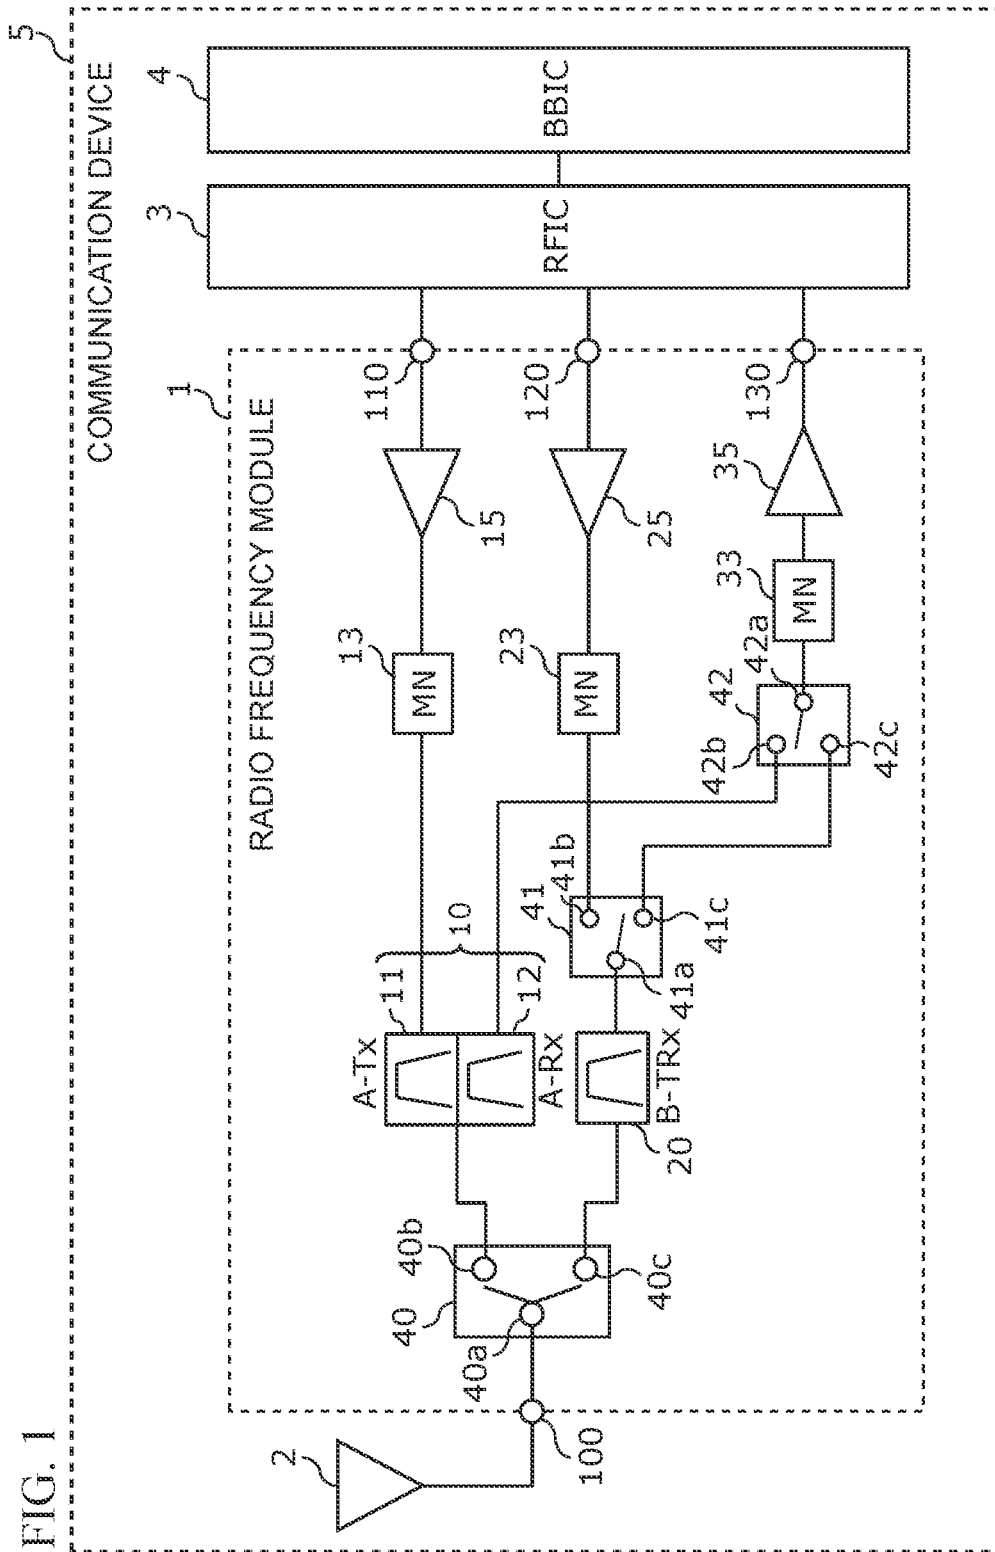 FIG. 1
5
COMMUNICATION DEVICE
1
RADIO FREQUENCY MODULE
2
100
40
40a
40b
40c
A-Tx
11
10
12
A-Rx
20
B-TRx
41
41a
41b
41c
13
MN
23
MN
42
42a
42b
42c
33
MN
15
25
35
110
120
130
3
RFIC
4
BBIC